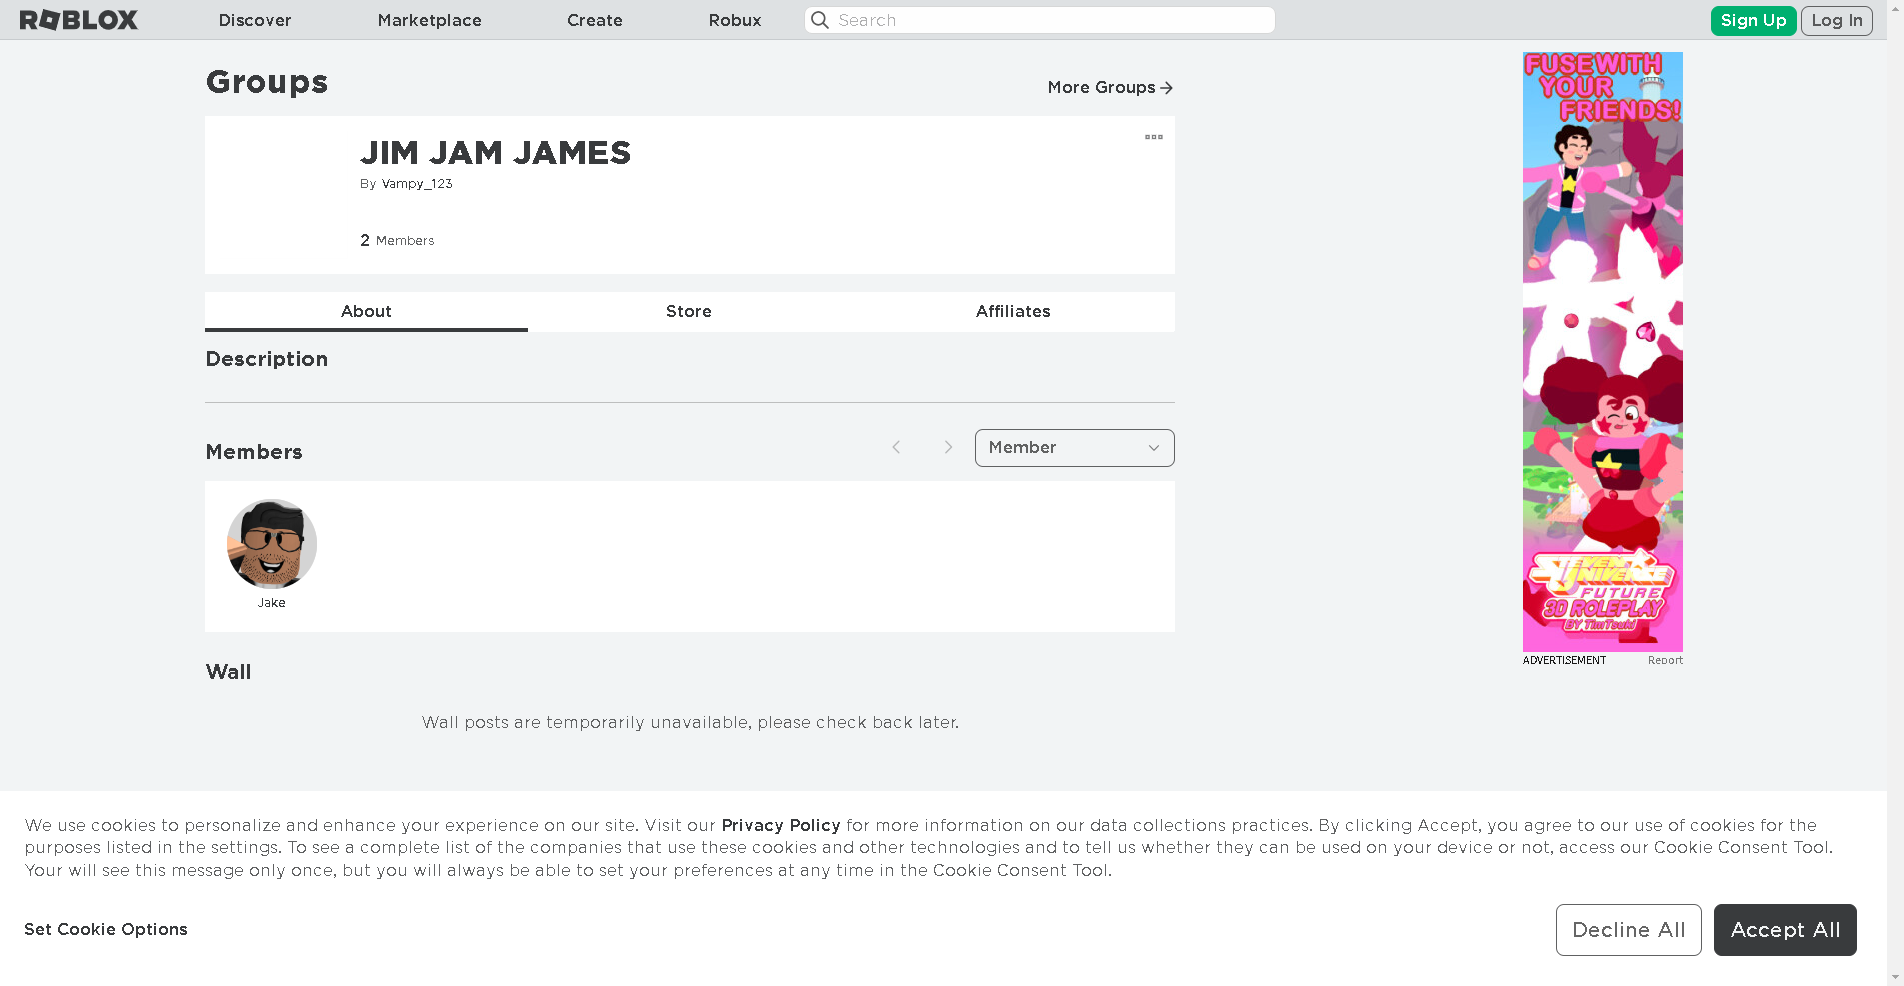 ROBLOX Discover Marketplace Create Robux Search Sign Up Log In
Groups
More Groups
JIM JAM JAMES
By Vampy_123
2 Members
About Store Affiliates
Description
Members
Member
Jake
Wall
Wall posts are temporarily unavailable, please check back later.
FUSE WITH
YOUR
FRIENDS!
STEVEN
UNIVERSE
FUTURE
3D ROLEPLAY
BY TimTsuki
ADVERTISEMENT Report
We use cookies to personalize and enhance your experience on our site. Visit our Privacy Policy for more information on our data collections practices. By clicking Accept, you agree to our use of cookies for the
purposes listed in the settings. To see a complete list of the companies that use these cookies and other technologies and to tell us whether they can be used on your device or not, access our Cookie Consent Tool.
Your will see this message only once, but you will always be able to set your preferences at any time in the Cookie Consent Tool.
Set Cookie Options
Decline All
Accept All